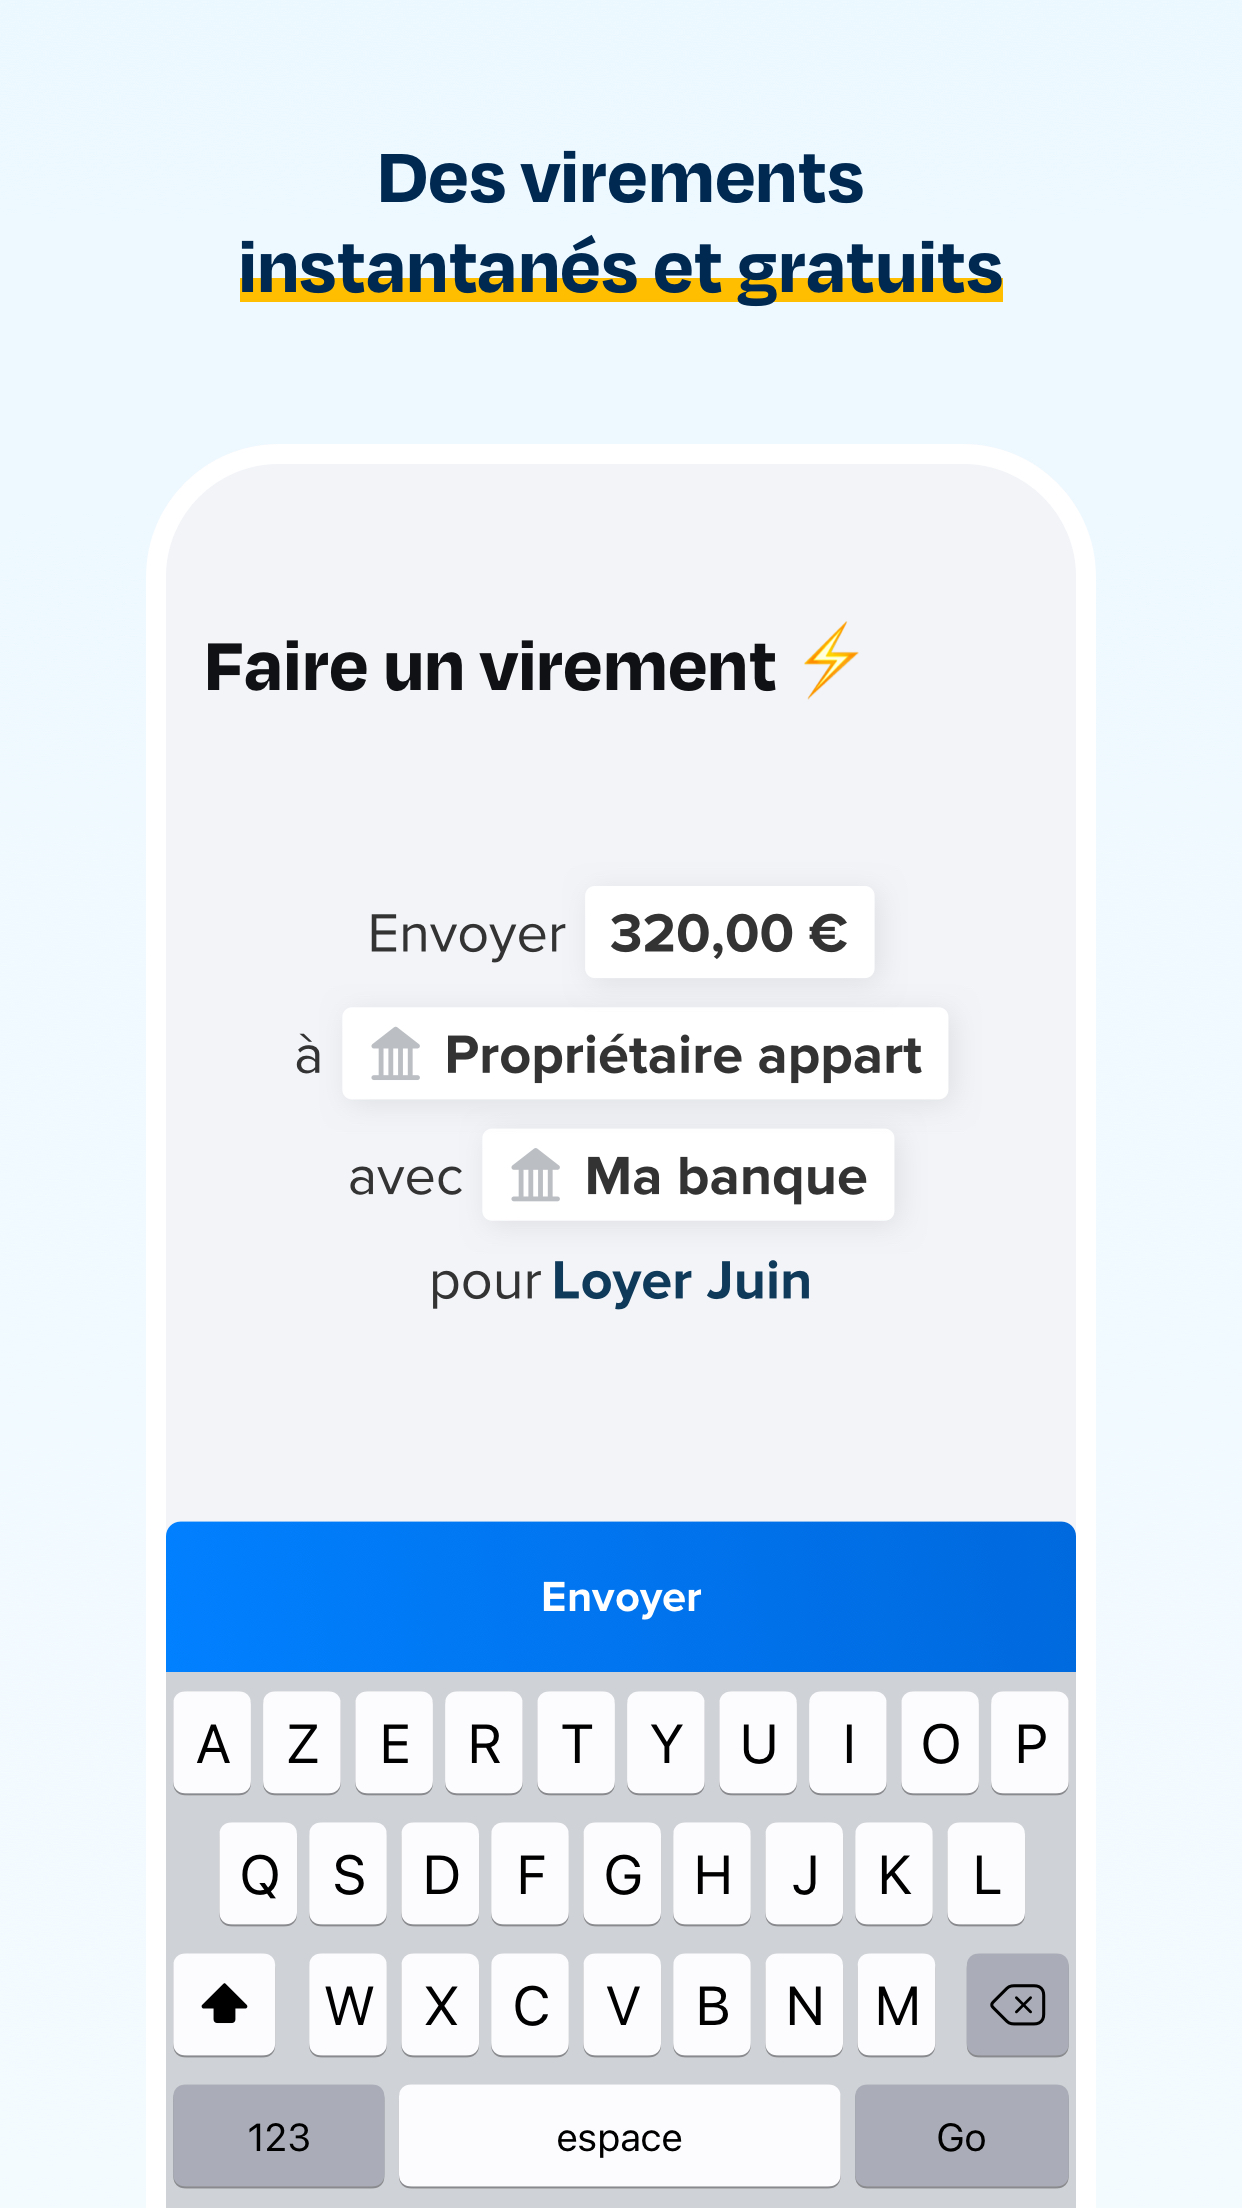 Des virements
instantanés et gratuits
Faire un virement ⚡
Envoyer 320,00 €
à Propriétaire appart
avec Ma banque
pour Loyer Juin
Envoyer
A Z E R T Y U I O P
Q S D F G H J K L
W X C V B N M
123 espace Go